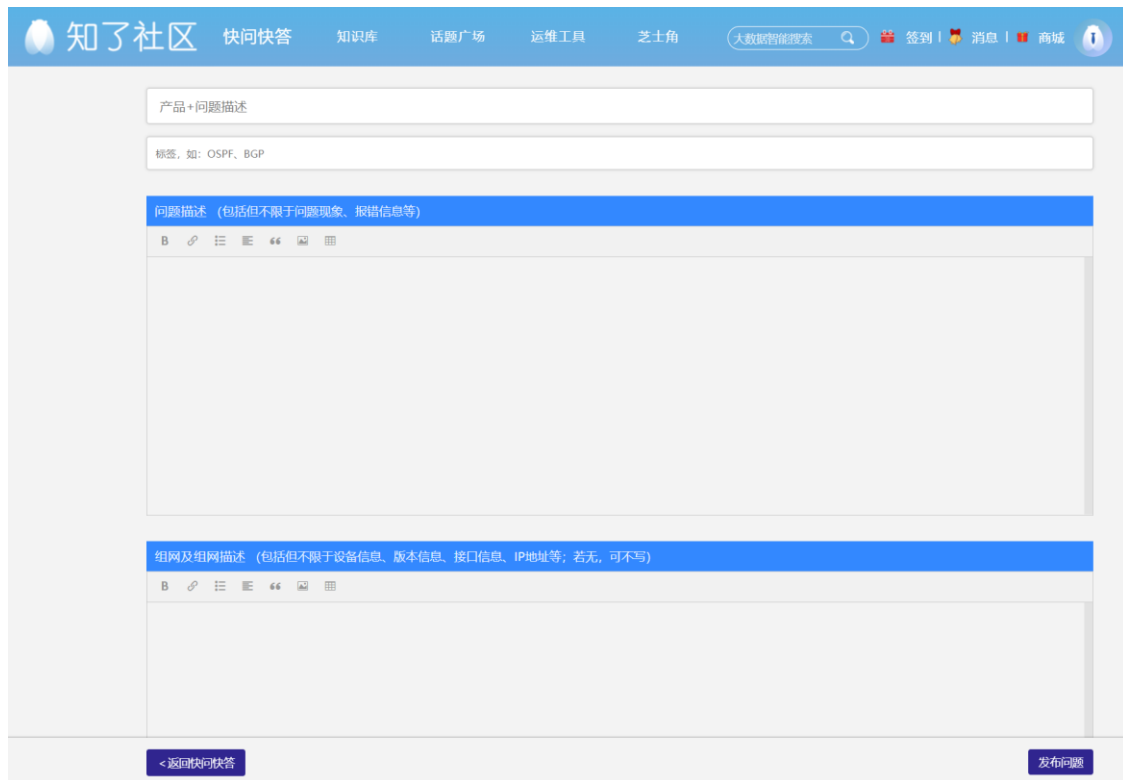 知了社区 快问快答 知识库 话题广场 运维工具 芝士角 大数据智能搜索 签到 | 消息 | 商城
产品+问题描述
标签, 如: OSPF、BGP
问题描述 (包括但不限于问题现象、报错信息等)
B
组网及组网描述 (包括但不限于设备信息、版本信息、接口信息、IP地址等; 若无, 可不写)
B
<返回快问快答 发布问题